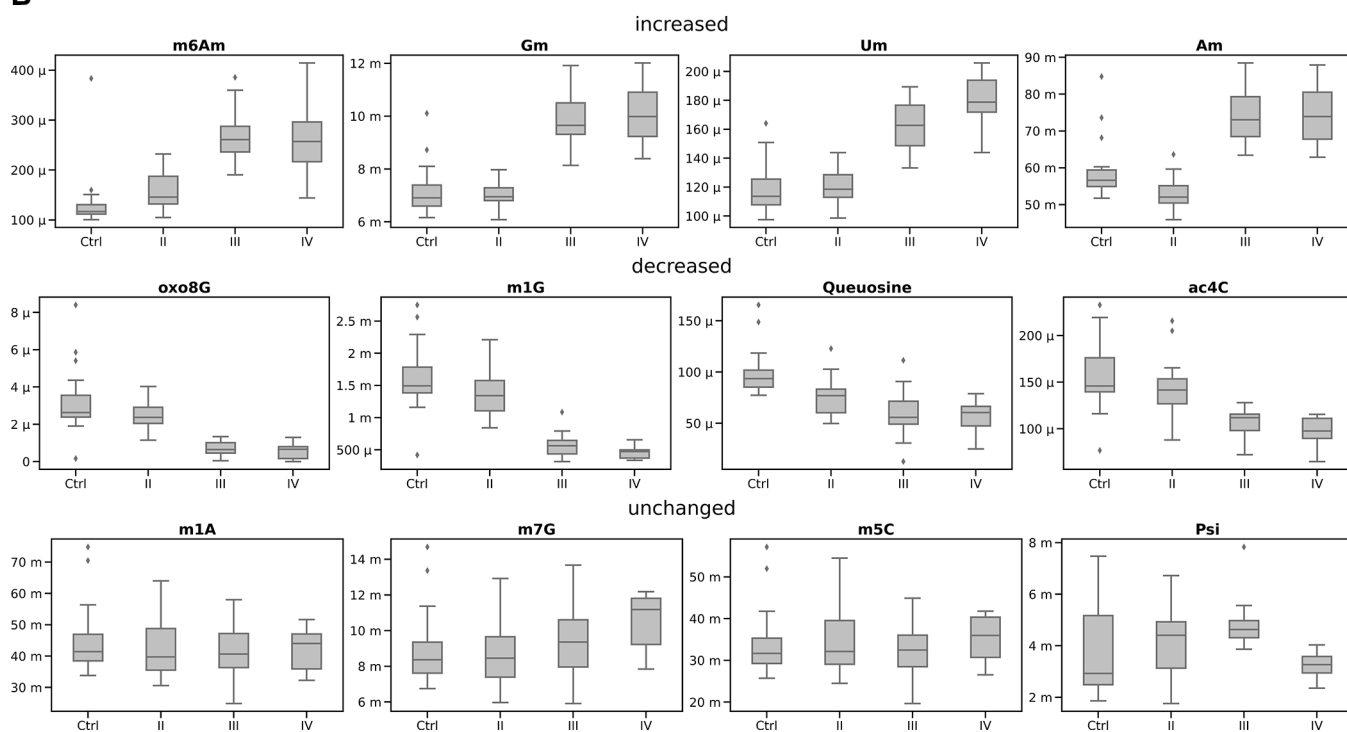 increased
m6Am Gm Um Am
400 µ
300 µ
200 µ
100 µ
12 m
10 m
8 m
6 m
200 µ
180 µ
160 µ
140 µ
120 µ
100 µ
90 m
80 m
70 m
60 m
50 m
Ctrl II III IV Ctrl II III IV Ctrl II III IV Ctrl II III IV
decreased
oxo8G m1G Queuosine ac4C
8 µ
6 µ
4 µ
2 µ
0
2.5 m
2 m
1.5 m
1 m
500 µ
150 µ
100 µ
50 µ
200 µ
150 µ
100 µ
Ctrl II III IV Ctrl II III IV Ctrl II III IV Ctrl II III IV
unchanged
m1A m7G m5C Psi
70 m
60 m
50 m
40 m
30 m
14 m
12 m
10 m
8 m
6 m
50 m
40 m
30 m
20 m
8 m
6 m
4 m
2 m
Ctrl II III IV Ctrl II III IV Ctrl II III IV Ctrl II III IV